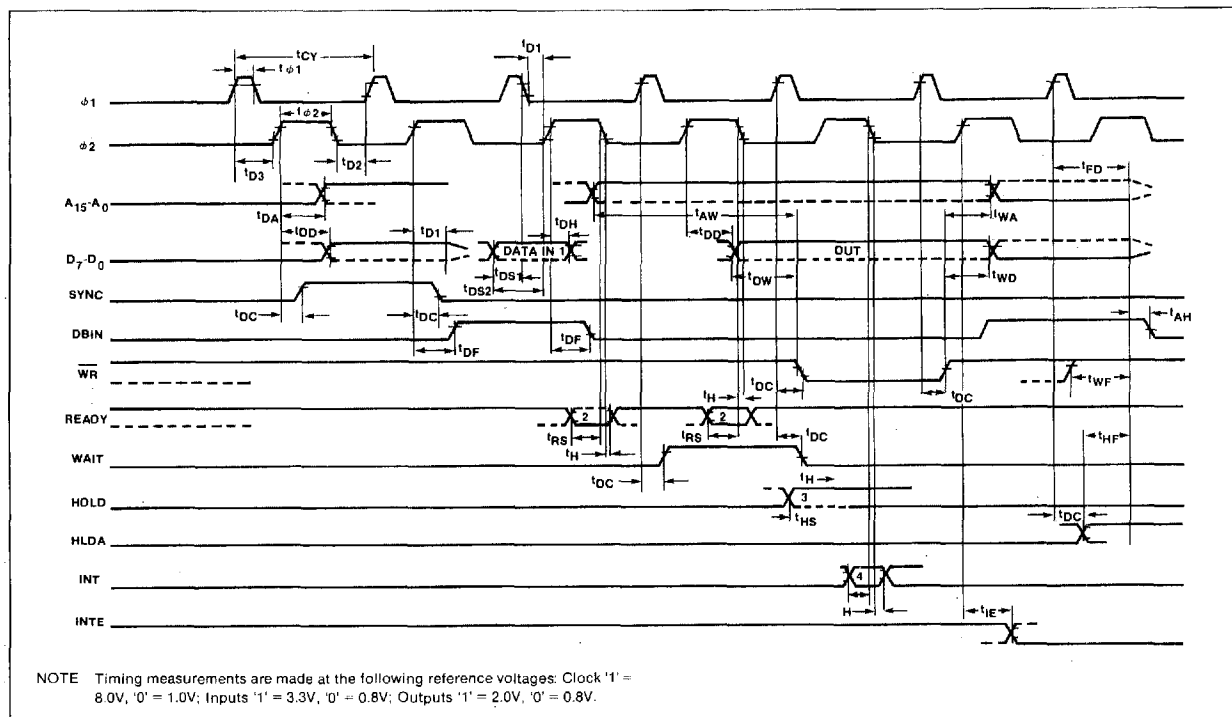 tCY
tD1
tϕ1
ϕ1
tϕ2
ϕ2
tD3
tD2
tFD
A15-A0
tDA
tAW
tWA
tDD
tD1
tDH
tDD
D7-D0
DATA IN 1
OUT
tDS1
tDW
tWD
tDS2
SYNC
tDC
tDC
tAH
DBIN
tDF
tDF
WR
tDC
tDC
tWF
tH
READY
2
2
tRS
tRS
tDC
tHF
tH
WAIT
tDC
tH
HOLD
3
tHS
tDC
HLDA
INT
4
H
tIE
INTE
NOTE Timing measurements are made at the following reference voltages: Clock '1' =
8.0V, '0' = 1.0V; Inputs '1' = 3.3V, '0' = 0.8V; Outputs '1' = 2.0V, '0' = 0.8V.